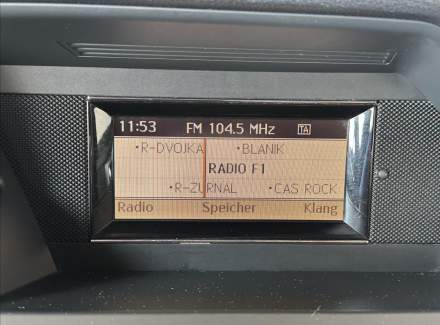 11:53 FM 104.5 MHz TA
•R-DVOJKA •BLANIK
RADIO F1
•R-ZURNAL •CAS ROCK
Radio Speicher Klang